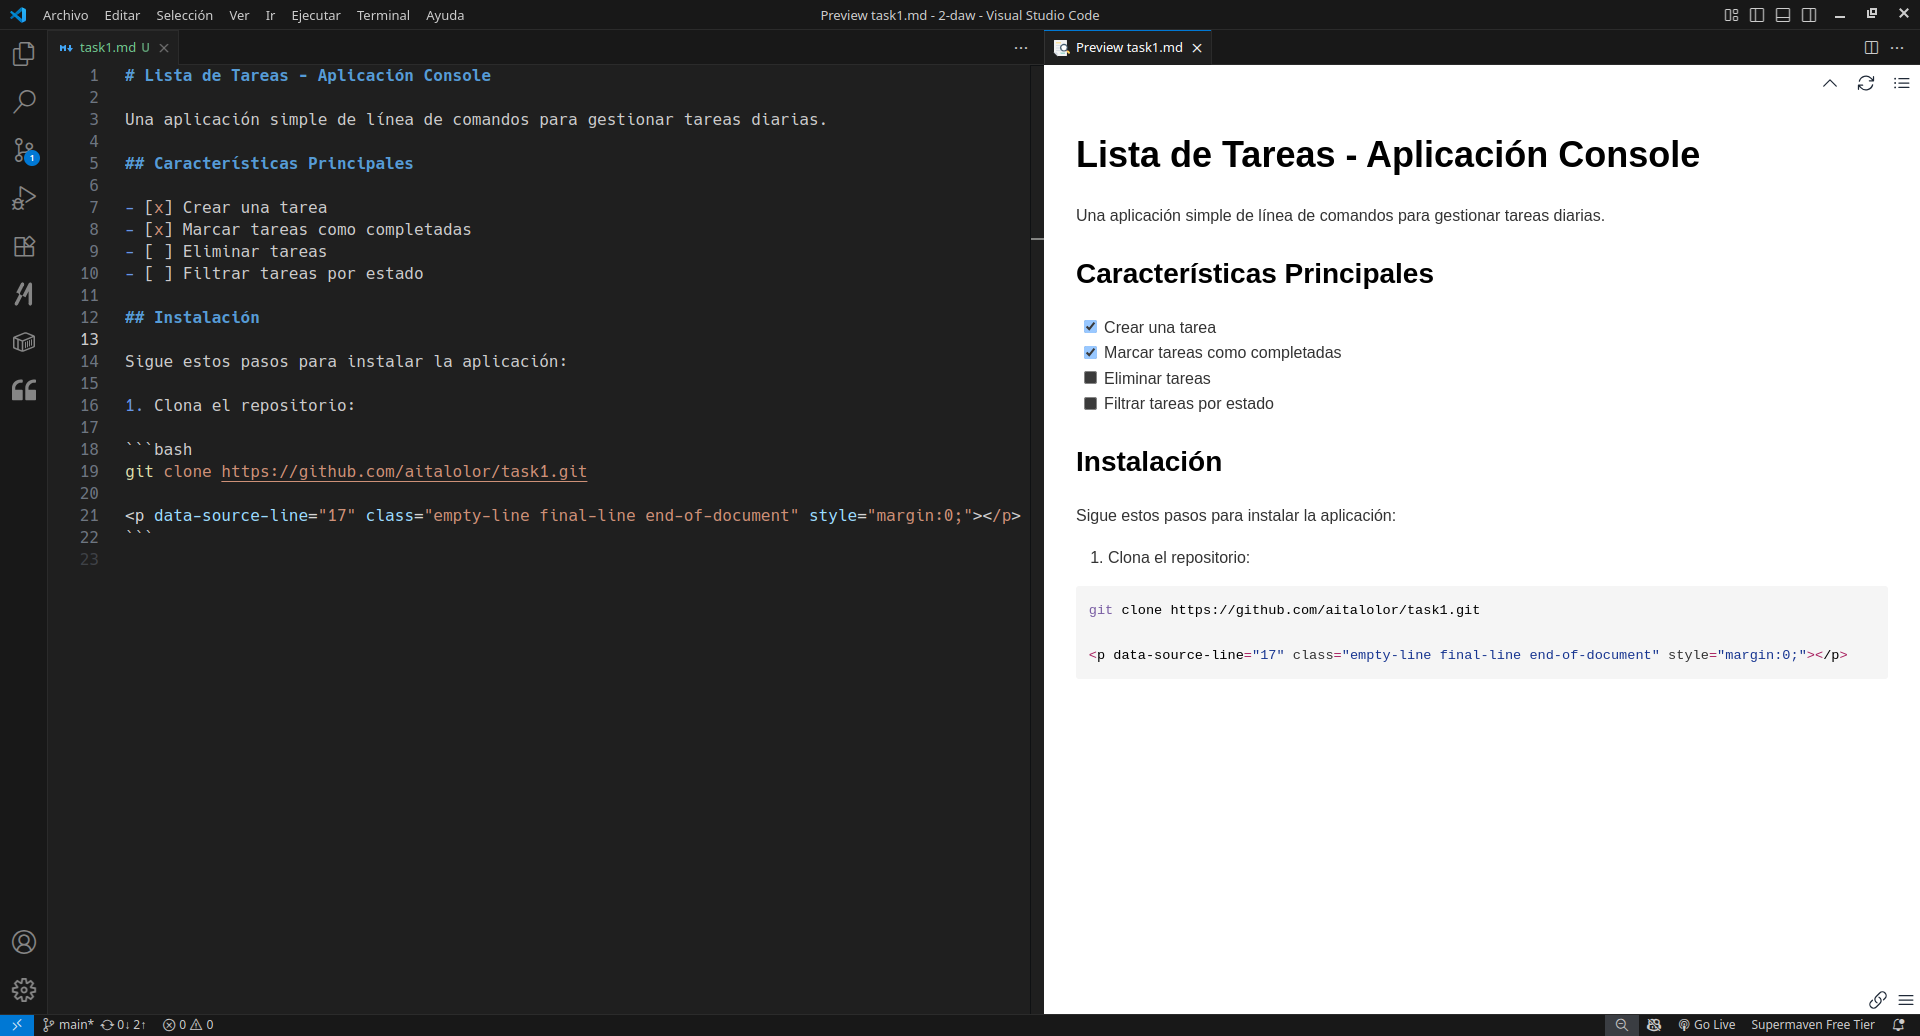 Archivo Editar Selección Ver Ir Ejecutar Terminal Ayuda
Preview task1.md - 2-daw - Visual Studio Code
task1.md U
Preview task1.md
1 # Lista de Tareas - Aplicación Console
2
3 Una aplicación simple de línea de comandos para gestionar tareas diarias.
4
5 ## Características Principales
6
7 - [x] Crear una tarea
8 - [x] Marcar tareas como completadas
9 - [ ] Eliminar tareas
10 - [ ] Filtrar tareas por estado
11
12 ## Instalación
13
14 Sigue estos pasos para instalar la aplicación:
15
16 1. Clona el repositorio:
17
18 ```bash
19 git clone https://github.com/aitalolor/task1.git
20
21 <p data-source-line="17" class="empty-line final-line end-of-document" style="margin:0;"></p>
22 ```
23
Lista de Tareas - Aplicación Console
Una aplicación simple de línea de comandos para gestionar tareas diarias.
Características Principales
Crear una tarea
Marcar tareas como completadas
Eliminar tareas
Filtrar tareas por estado
Instalación
Sigue estos pasos para instalar la aplicación:
1. Clona el repositorio:
git clone https://github.com/aitalolor/task1.git
<p data-source-line="17" class="empty-line final-line end-of-document" style="margin:0;"></p>
1
main* 0↓ 2↑ 0 0
Go Live Supermaven Free Tier